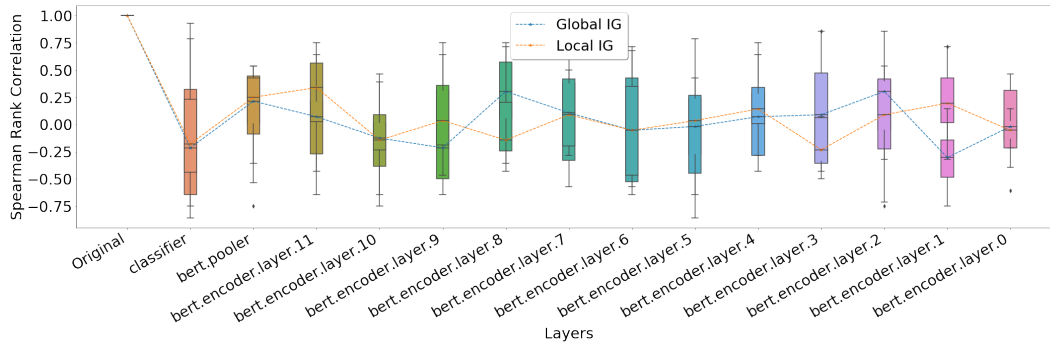 Spearman Rank Correlation
1.00
0.75
0.50
0.25
0.00
−0.25
−0.50
−0.75
Global IG
Local IG
Original
classifier
bert.pooler
bert.encoder.layer.11
bert.encoder.layer.10
bert.encoder.layer.9
bert.encoder.layer.8
bert.encoder.layer.7
bert.encoder.layer.6
bert.encoder.layer.5
bert.encoder.layer.4
bert.encoder.layer.3
bert.encoder.layer.2
bert.encoder.layer.1
bert.encoder.layer.0
Layers